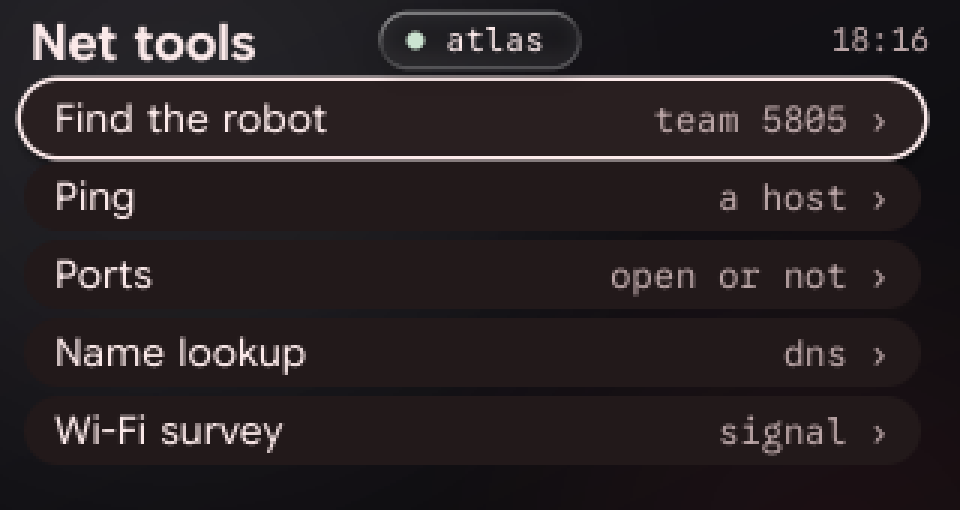 Net tools
atlas
18:16
Find the robot team 5805 ›
Ping a host ›
Ports open or not ›
Name lookup dns ›
Wi-Fi survey signal ›